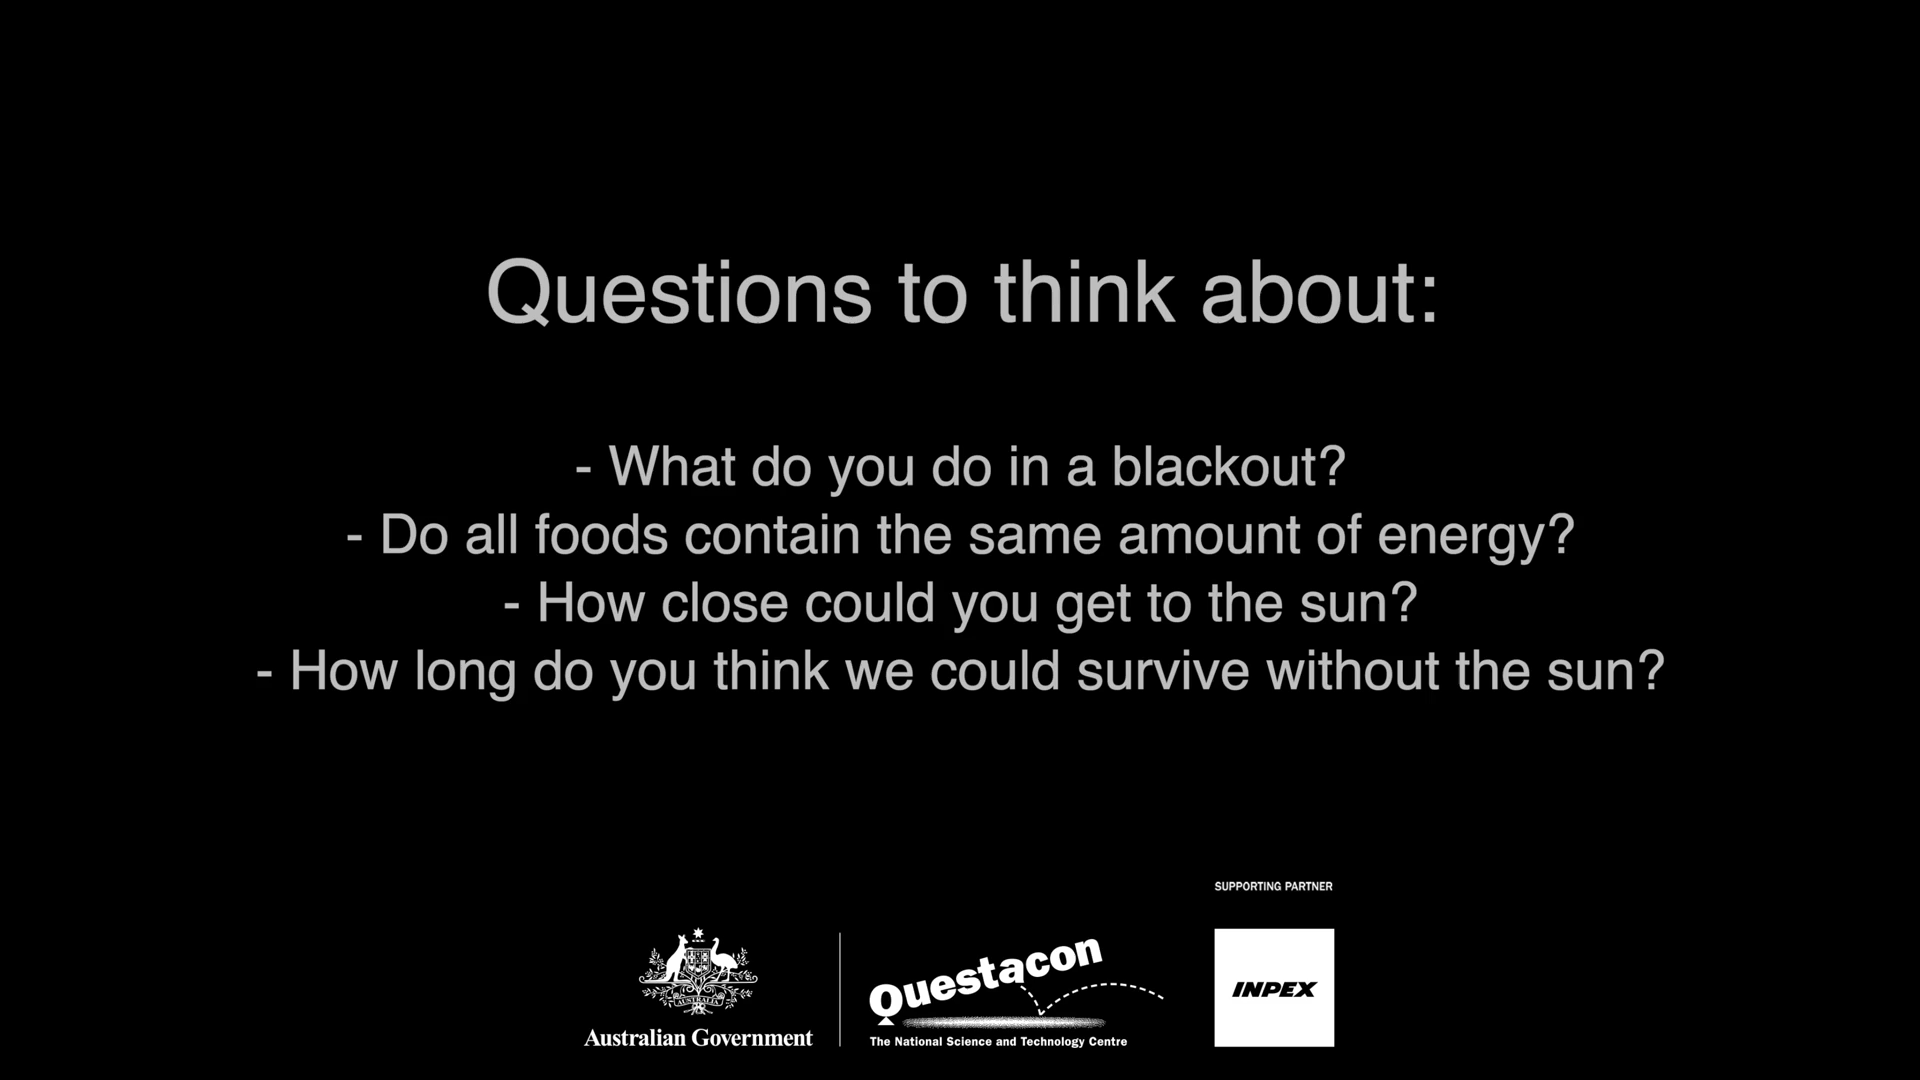 Questions to think about:
- What do you do in a blackout?
- Do all foods contain the same amount of energy?
- How close could you get to the sun?
- How long do you think we could survive without the sun?
SUPPORTING PARTNER
AUSTRALIA
Australian Government
Questacon
The National Science and Technology Centre
INPEX